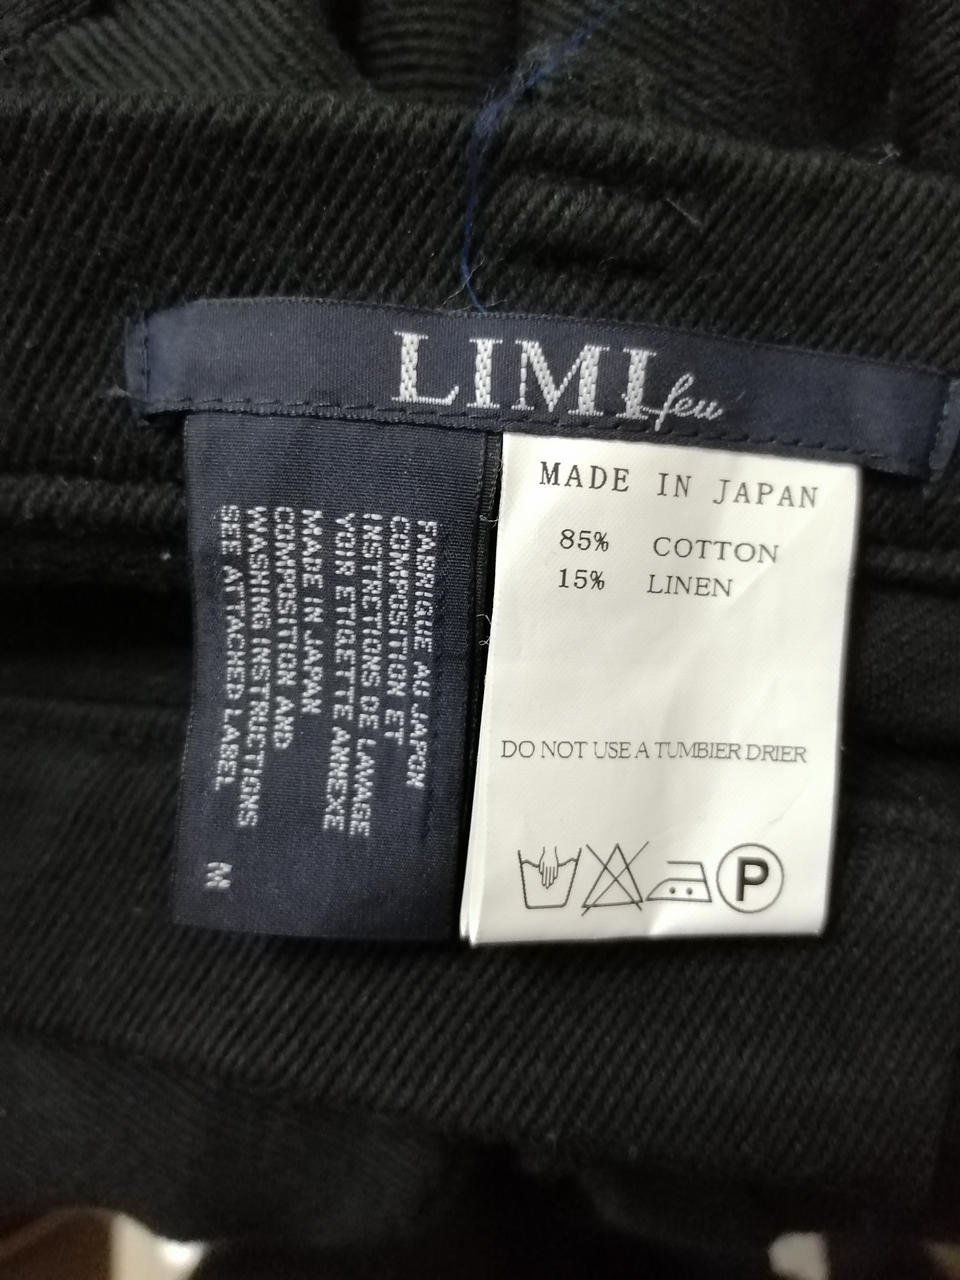 LIMI feu
FABRIQUE AU JAPON
COMPOSITION ET
INSTRETIONS DE LAVAGE
VOIR ETIGETTE ANNEXE
MADE IN JAPAN
COMPOSITION AND
WASHING INSTRUCTIONS
SEE ATTACHED LABEL
M
MADE IN JAPAN
85% COTTON
15% LINEN
DO NOT USE A TUMBIER DRIER
P